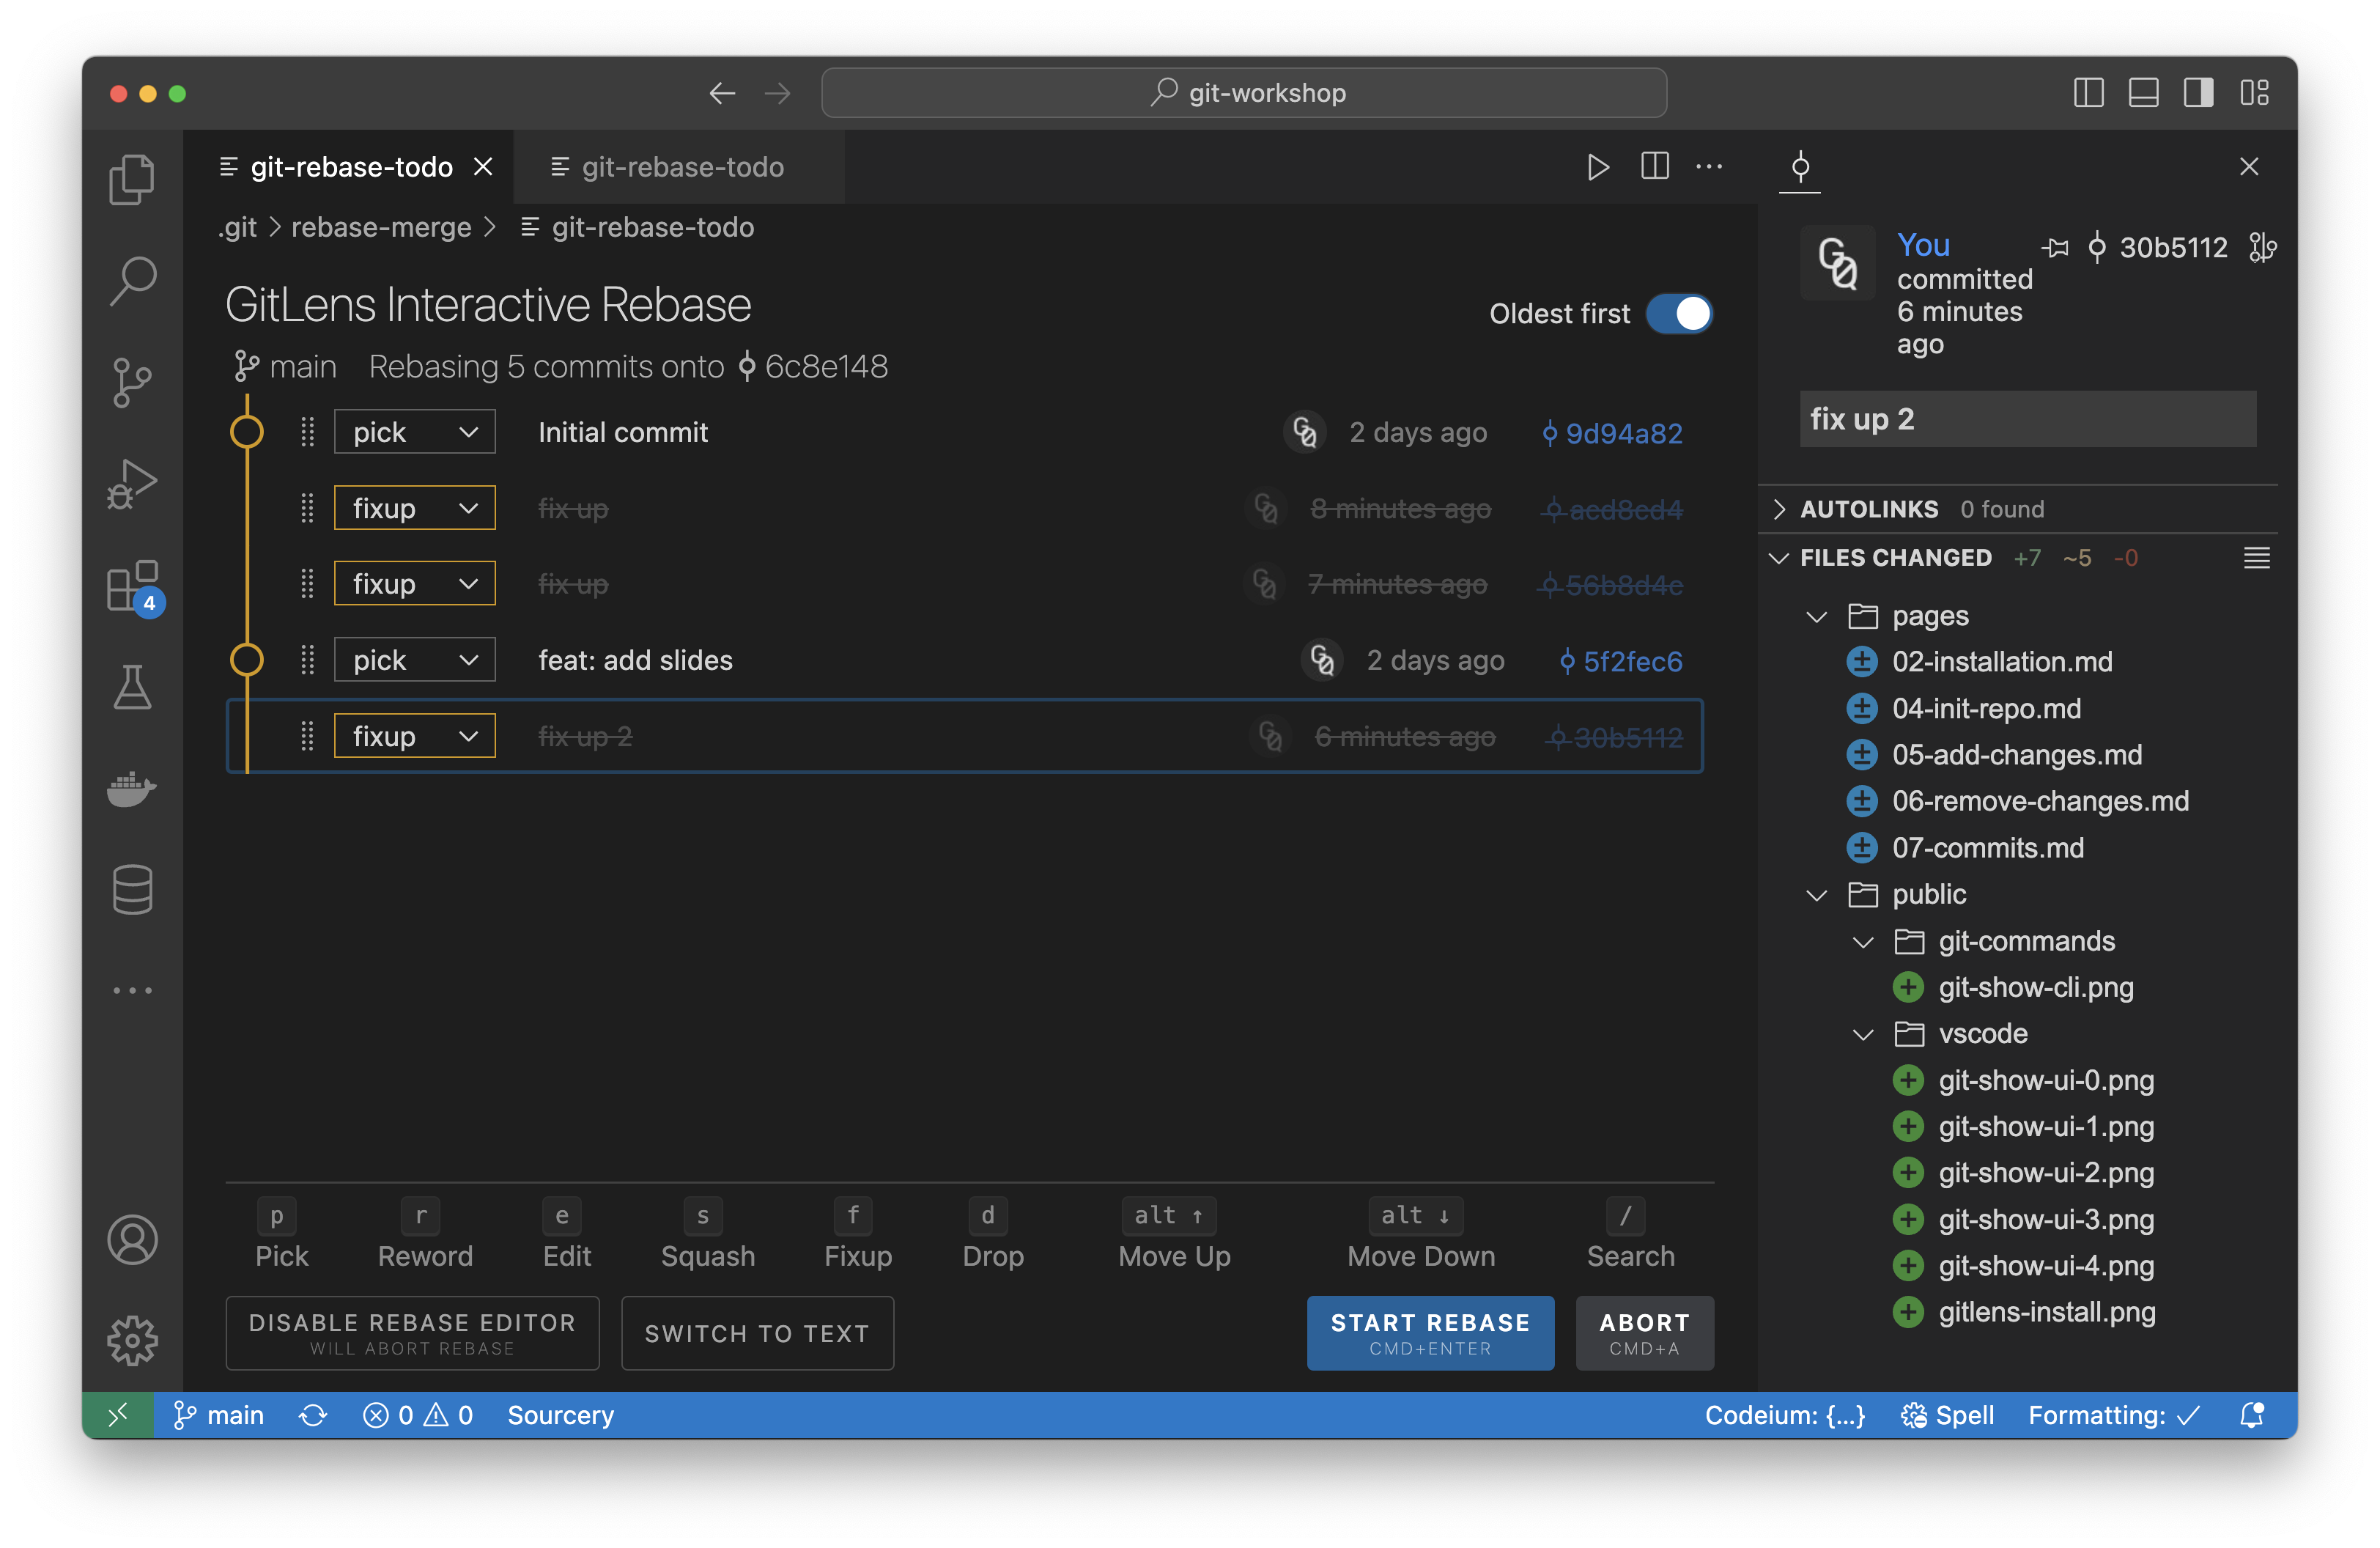 git-workshop
git-rebase-todo
git-rebase-todo
.git > rebase-merge > git-rebase-todo
GitLens Interactive Rebase
Oldest first
main Rebasing 5 commits onto 6c8e148
pick Initial commit 2 days ago 9d94a82
fixup fix up 8 minutes ago acd8cd4
fixup fix up 7 minutes ago 56b8d4c
pick feat: add slides 2 days ago 5f2fec6
fixup fix up 2 6 minutes ago 30b5112
4
p r e s f d alt ↑ alt ↓ /
Pick Reword Edit Squash Fixup Drop Move Up Move Down Search
DISABLE REBASE EDITOR
WILL ABORT REBASE
SWITCH TO TEXT
START REBASE
CMD+ENTER
ABORT
CMD+A
You
committed
6 minutes
ago
30b5112
fix up 2
AUTOLINKS 0 found
FILES CHANGED +7 ~5 -0
pages
02-installation.md
04-init-repo.md
05-add-changes.md
06-remove-changes.md
07-commits.md
public
git-commands
git-show-cli.png
vscode
git-show-ui-0.png
git-show-ui-1.png
git-show-ui-2.png
git-show-ui-3.png
git-show-ui-4.png
gitlens-install.png
main 0 0 Sourcery
Codeium: {...} Spell Formatting: ✓